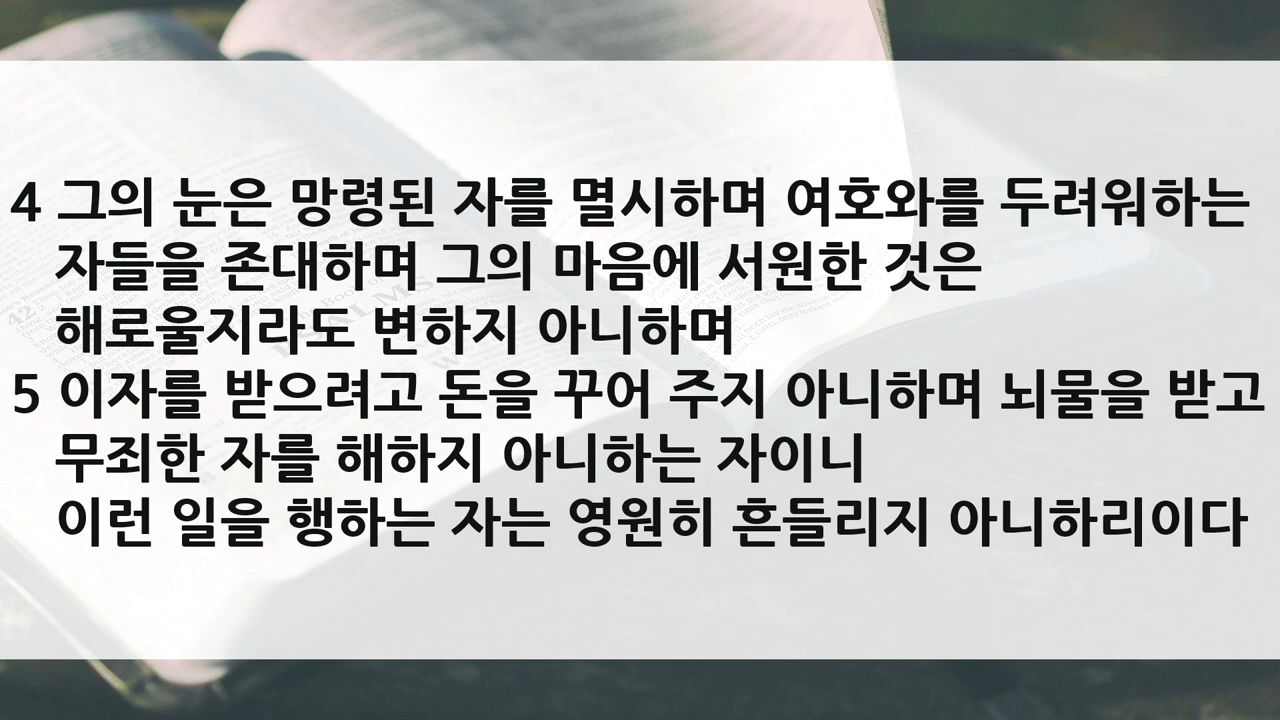 4 그의 눈은 망령된 자를 멸시하며 여호와를 두려워하는
자들을 존대하며 그의 마음에 서원한 것은
해로울지라도 변하지 아니하며
5 이자를 받으려고 돈을 꾸어 주지 아니하며 뇌물을 받고
무죄한 자를 해하지 아니하는 자이니
이런 일을 행하는 자는 영원히 흔들리지 아니하리이다
PSALMS